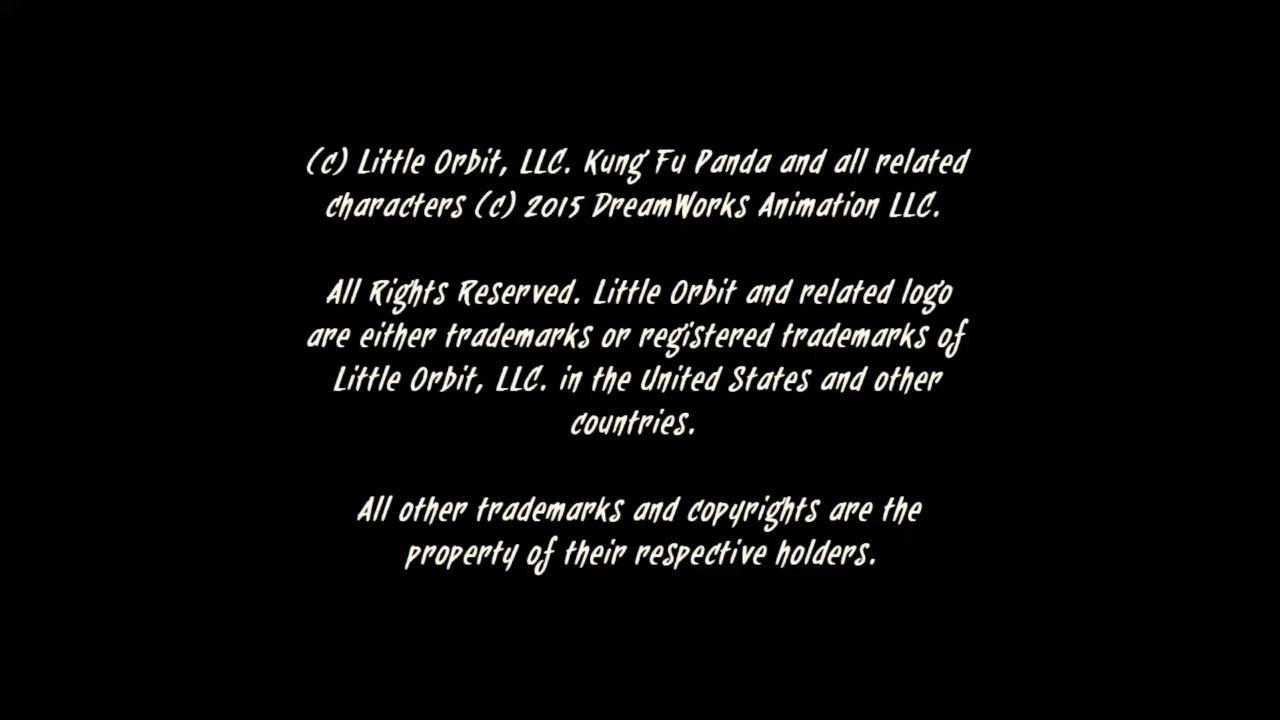 (c) Little Orbit, LLC. Kung Fu Panda and all related
characters (c) 2015 DreamWorks Animation LLC.
All Rights Reserved. Little Orbit and related logo
are either trademarks or registered trademarks of
Little Orbit, LLC. in the United States and other
countries.
All other trademarks and copyrights are the
property of their respective holders.